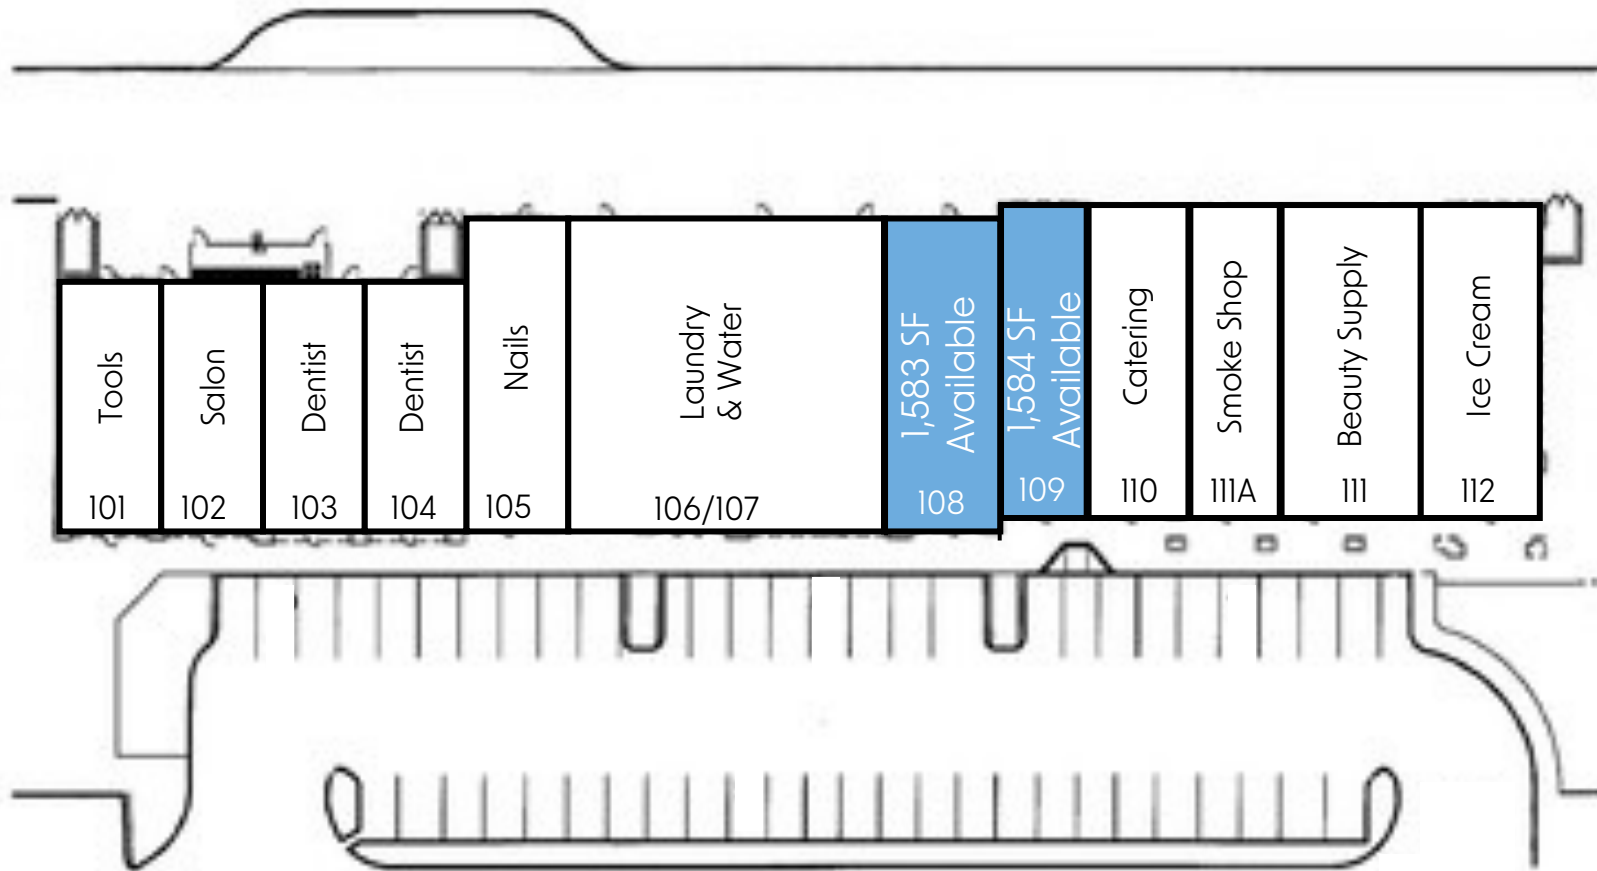 Tools
101
Salon
102
Dentist
103
Dentist
104
Nails
105
Laundry
& Water
106/107
1,583 SF
Available
108
1,584 SF
Available
109
Catering
110
Smoke Shop
111A
Beauty Supply
111
Ice Cream
112